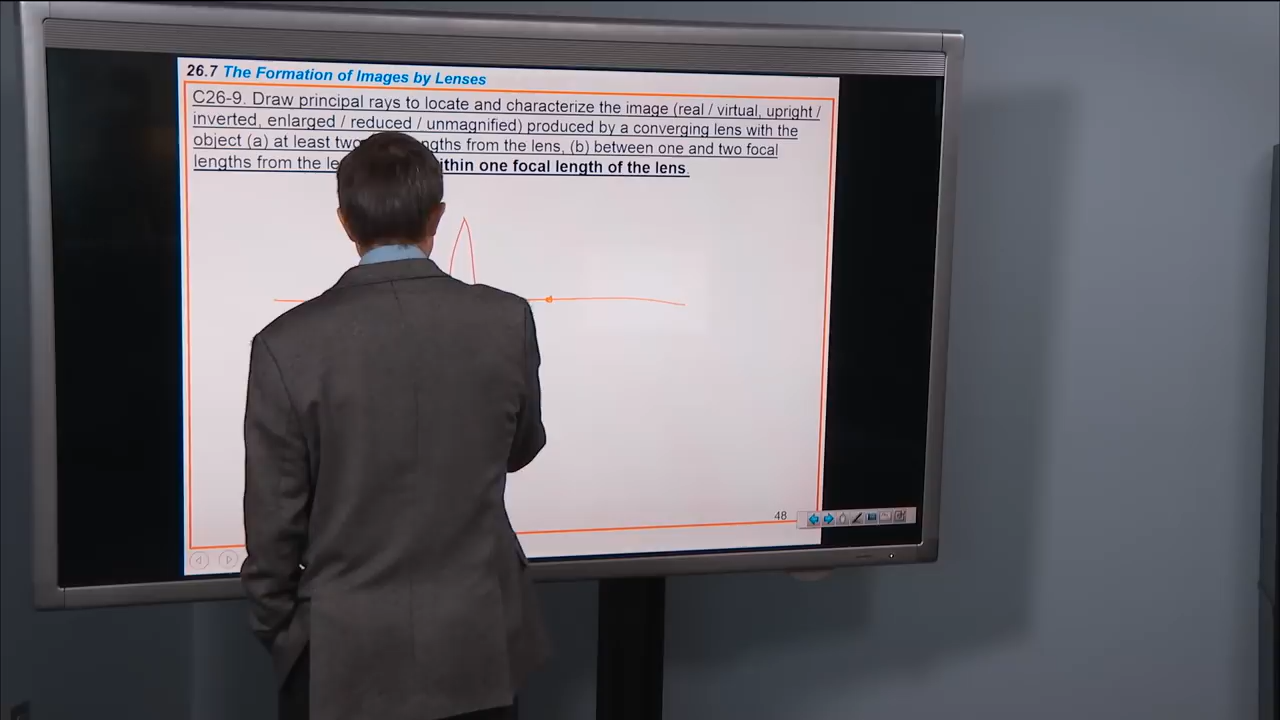 26.7 The Formation of Images by Lenses
C26-9. Draw principal rays to locate and characterize the image (real / virtual, upright /
inverted, enlarged / reduced / unmagnified) produced by a converging lens with the
object (a) at least two ngths from the lens, (b) between one and two focal
lengths from the le ithin one focal length of the lens.
48